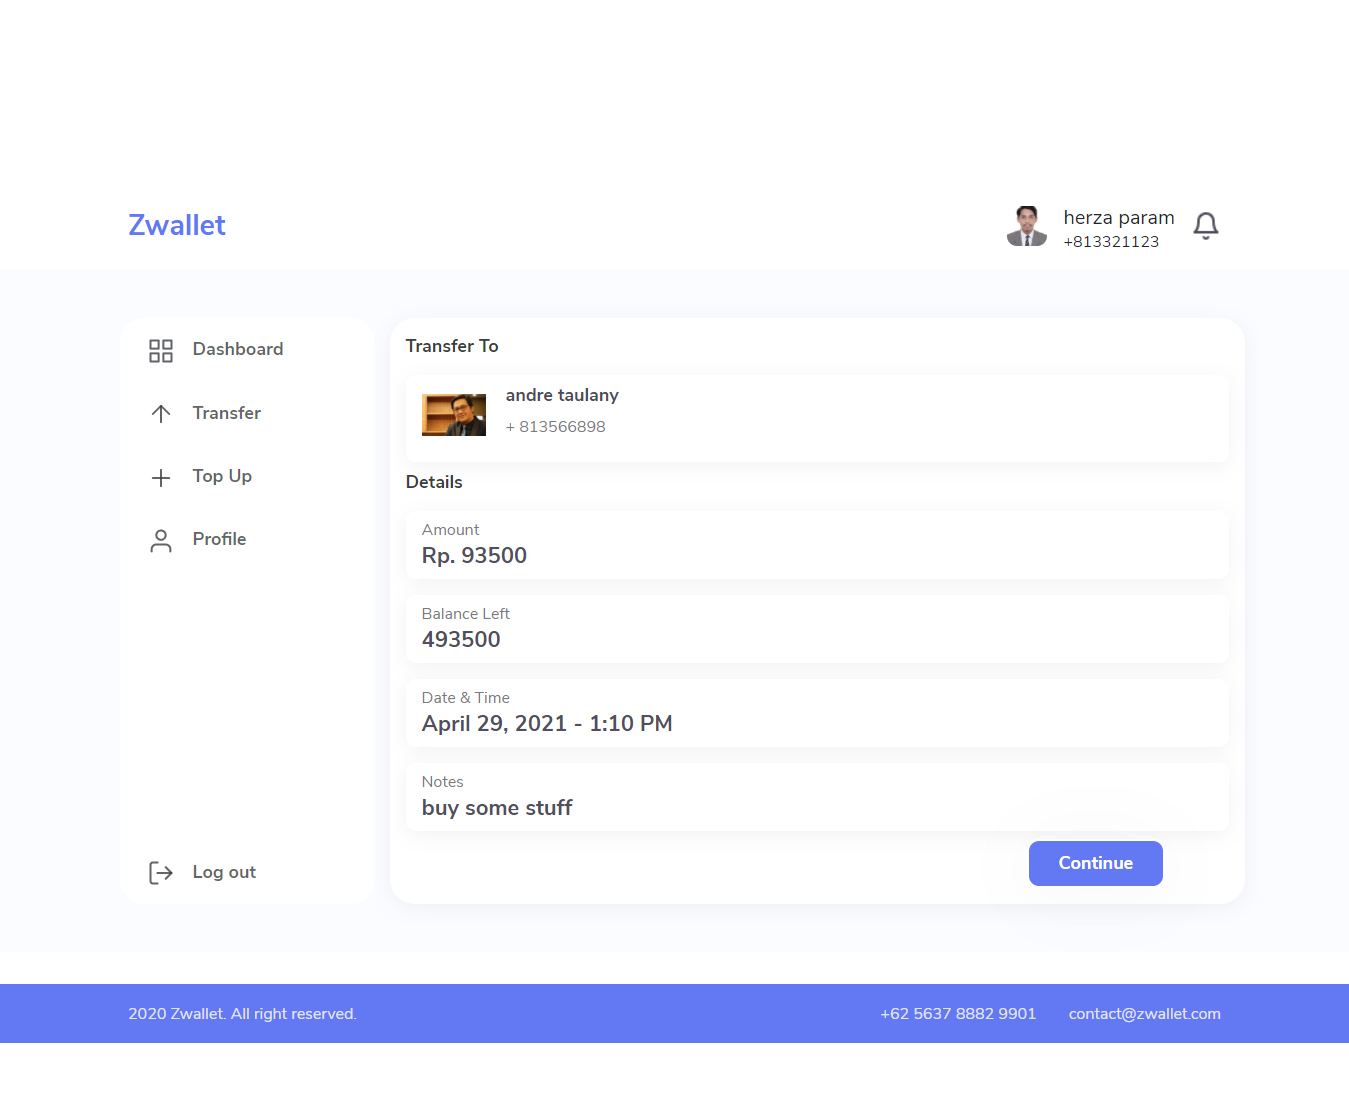 Zwallet
herza param
+813321123
Dashboard
Transfer
Top Up
Profile
Log out
Transfer To
andre taulany
+ 813566898
Details
Amount
Rp. 93500
Balance Left
493500
Date & Time
April 29, 2021 - 1:10 PM
Notes
buy some stuff
Continue
2020 Zwallet. All right reserved.
+62 5637 8882 9901
contact@zwallet.com